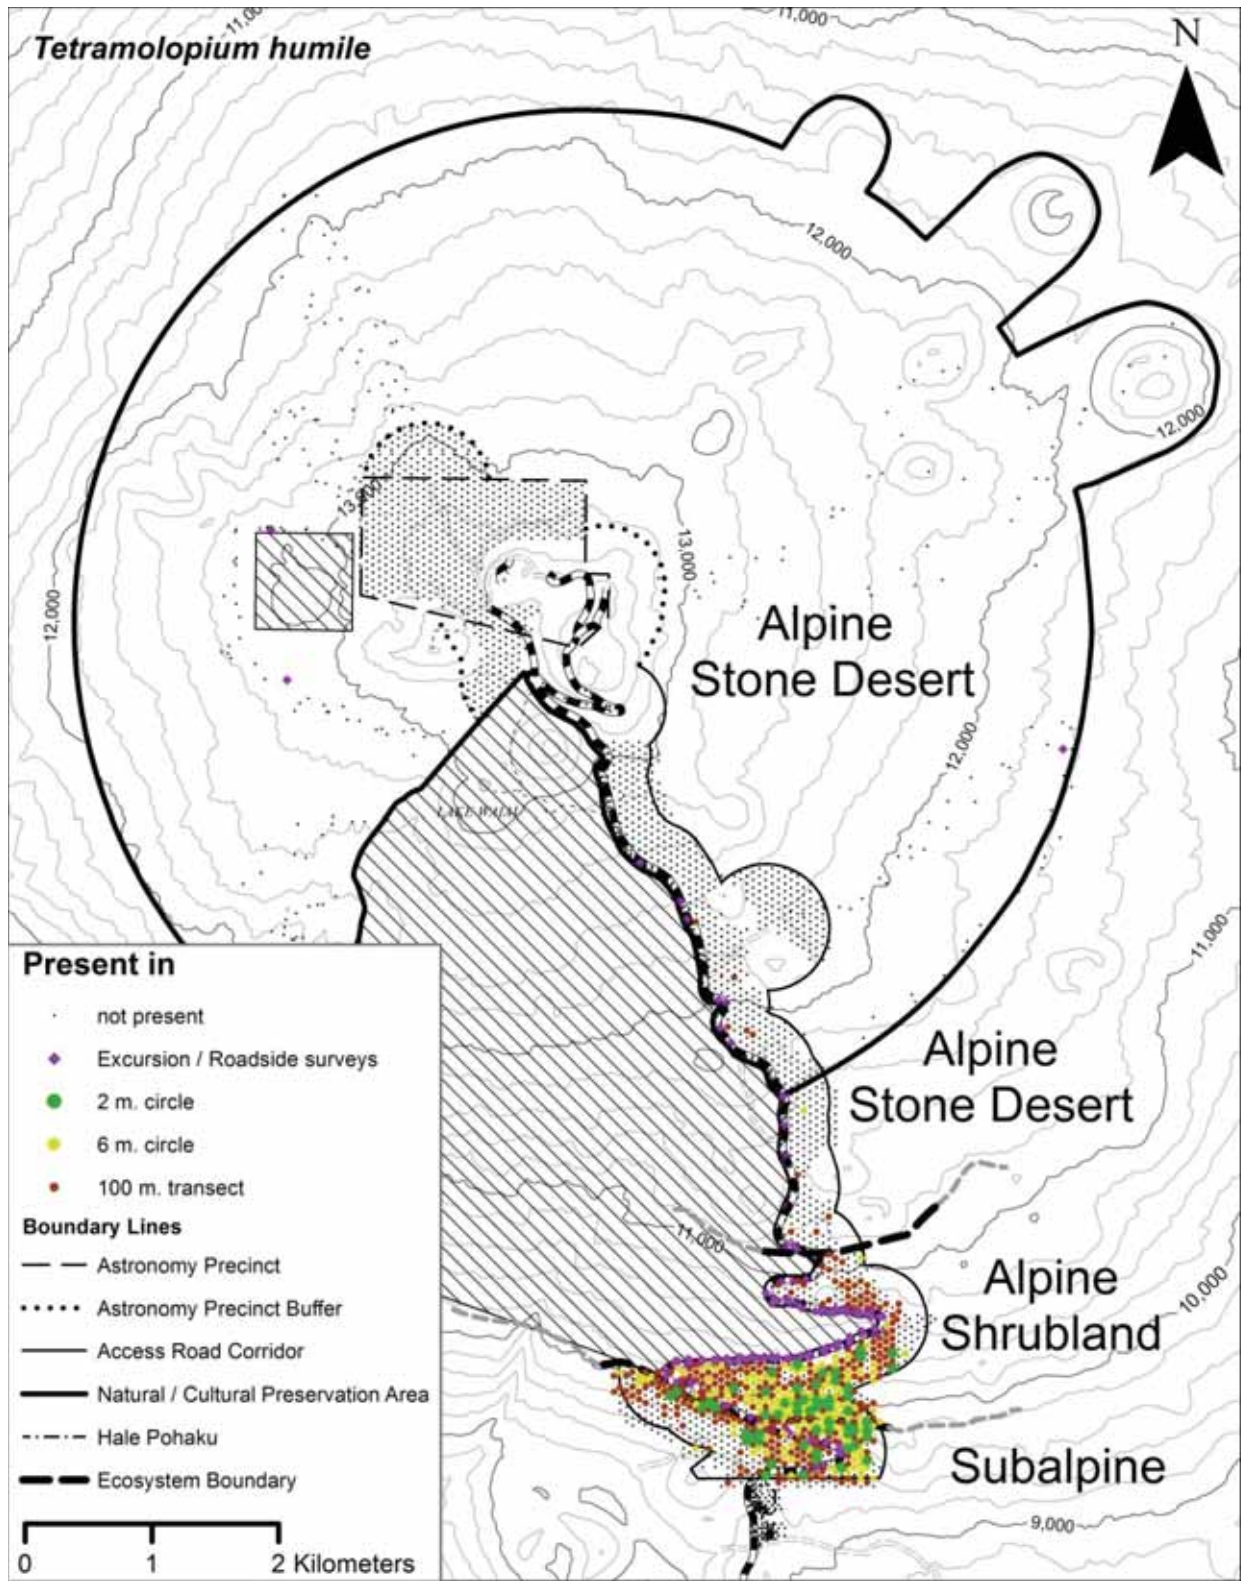 11,000
11,000
Tetramolopium humile
N
12,000
12,000
13,000
13,000
12,000
Alpine
Stone Desert
12,000
LAKE WAIAU
11,000
Present in
not present
Excursion / Roadside surveys
2 m. circle
6 m. circle
100 m. transect
Boundary Lines
Astronomy Precinct
Astronomy Precinct Buffer
Access Road Corridor
Natural / Cultural Preservation Area
Hale Pohaku
Ecosystem Boundary
0 1 2 Kilometers
Alpine
Stone Desert
11,000
Alpine
Shrubland
10,000
Subalpine
9,000